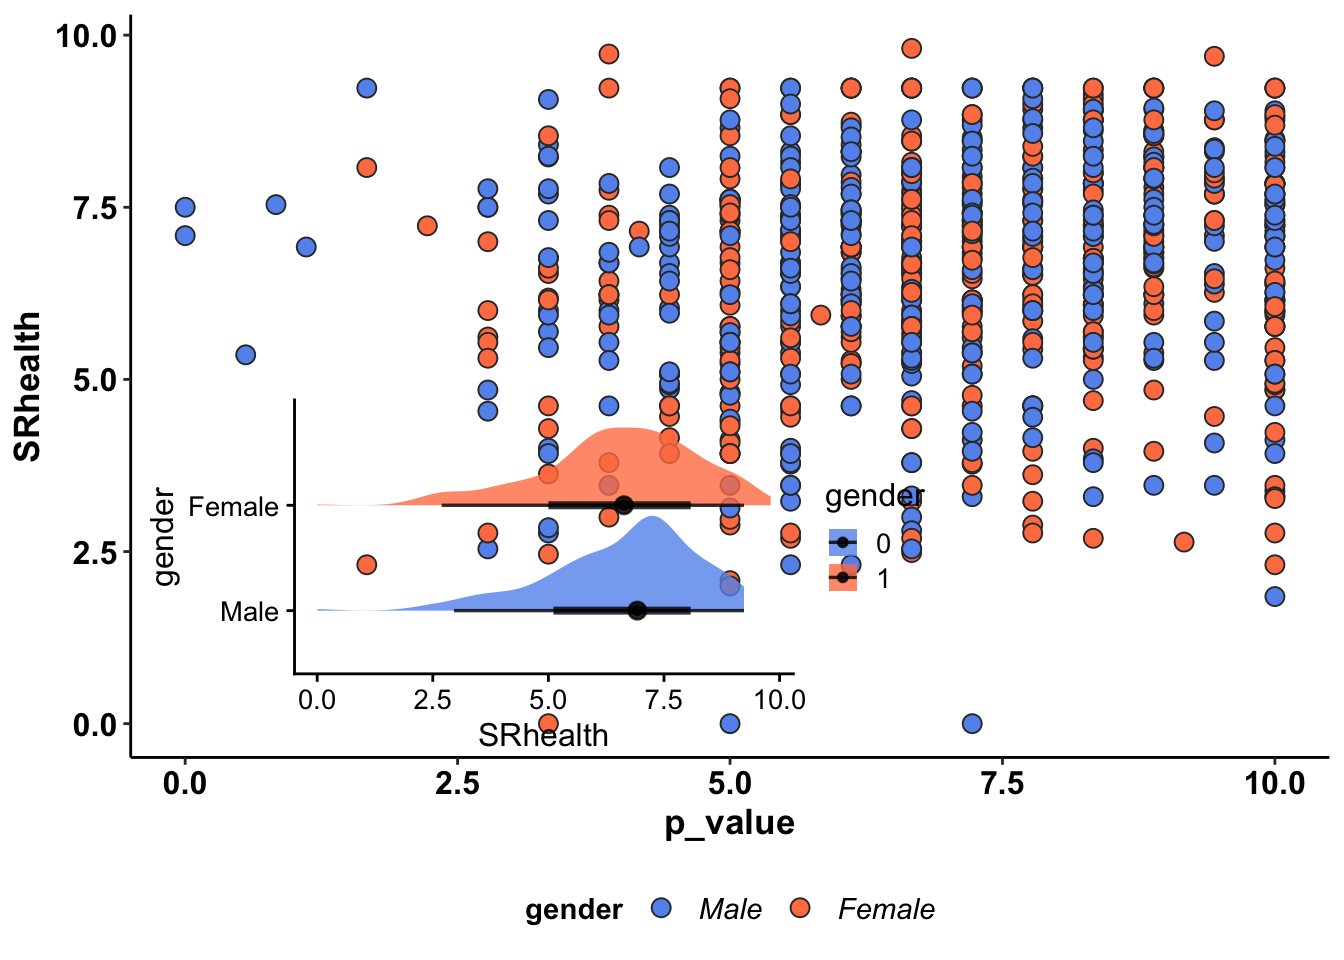 10.0
7.5
5.0
2.5
0.0
SRhealth
gender
Female
Male
0.0 2.5 5.0 7.5 10.0
SRhealth
gender
0
1
0.0 2.5 5.0 7.5 10.0
p_value
gender Male Female